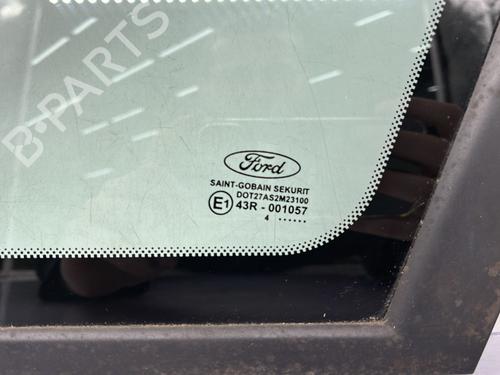 B-PARTS
Ford
SAINT-GOBAIN SEKURIT
DOT27AS2M23100
E1 43R - 001057
4 ......